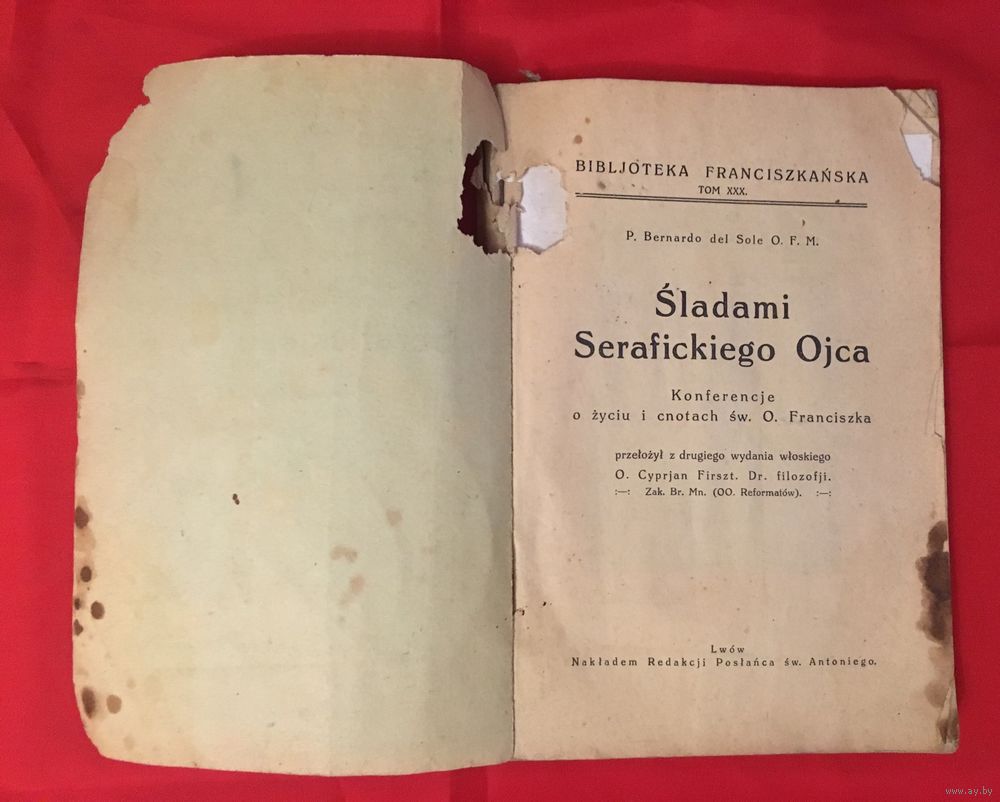 BIBLJOTEKA FRANCISZKAŃSKA
TOM XXX.
P. Bernardo del Sole O. F. M.
Śladami
Serafickiego Ojca
Konferencje
o życiu i cnotach św. O. Franciszka
przełożył z drugiego wydania włoskiego
O. Cyprjan Firszt. Dr. filozofji.
:—: Zak. Br. Mn. (OO. Reformatów). :—:
Lwów
Nakładem Redakcji Posłańca św. Antoniego.
www.ay.by